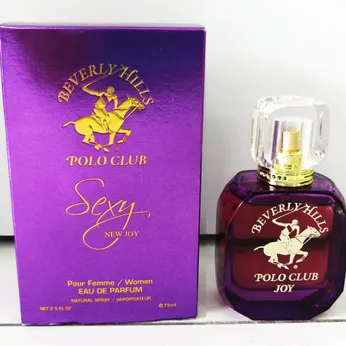 BEVERLY HILLS
POLO CLUB
Sexy
NEW JOY
Pour Femme / Women
EAU DE PARFUM
NATURAL SPRAY / VAPORISATEUR
NET 2.5 FL OZ
e75ml
BEVERLY HILLS
POLO CLUB
JOY